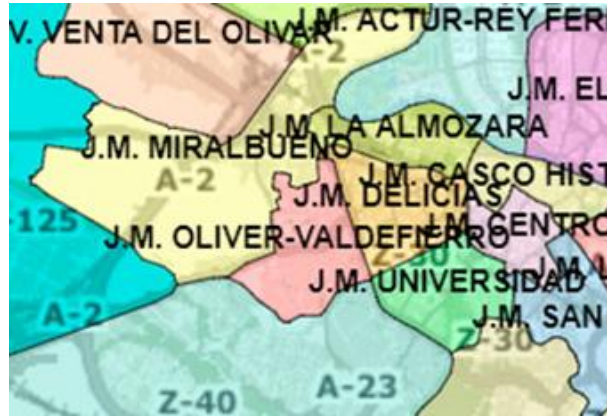 J.M. ACTUR-REY FER
V. VENTA DEL OLIVAR
A-2
J.M. EL
J.M. LA ALMOZARA
J.M. MIRALBUENO
A-2
J.M. CASCO HIST
J.M. DELICIAS
-125
J.M. CENTRO
J.M. OLIVER-VALDEFIERRO
Z-30
J.M. L
J.M. UNIVERSIDAD
A-2
J.M. SAN
Z-30
A-23
Z-40